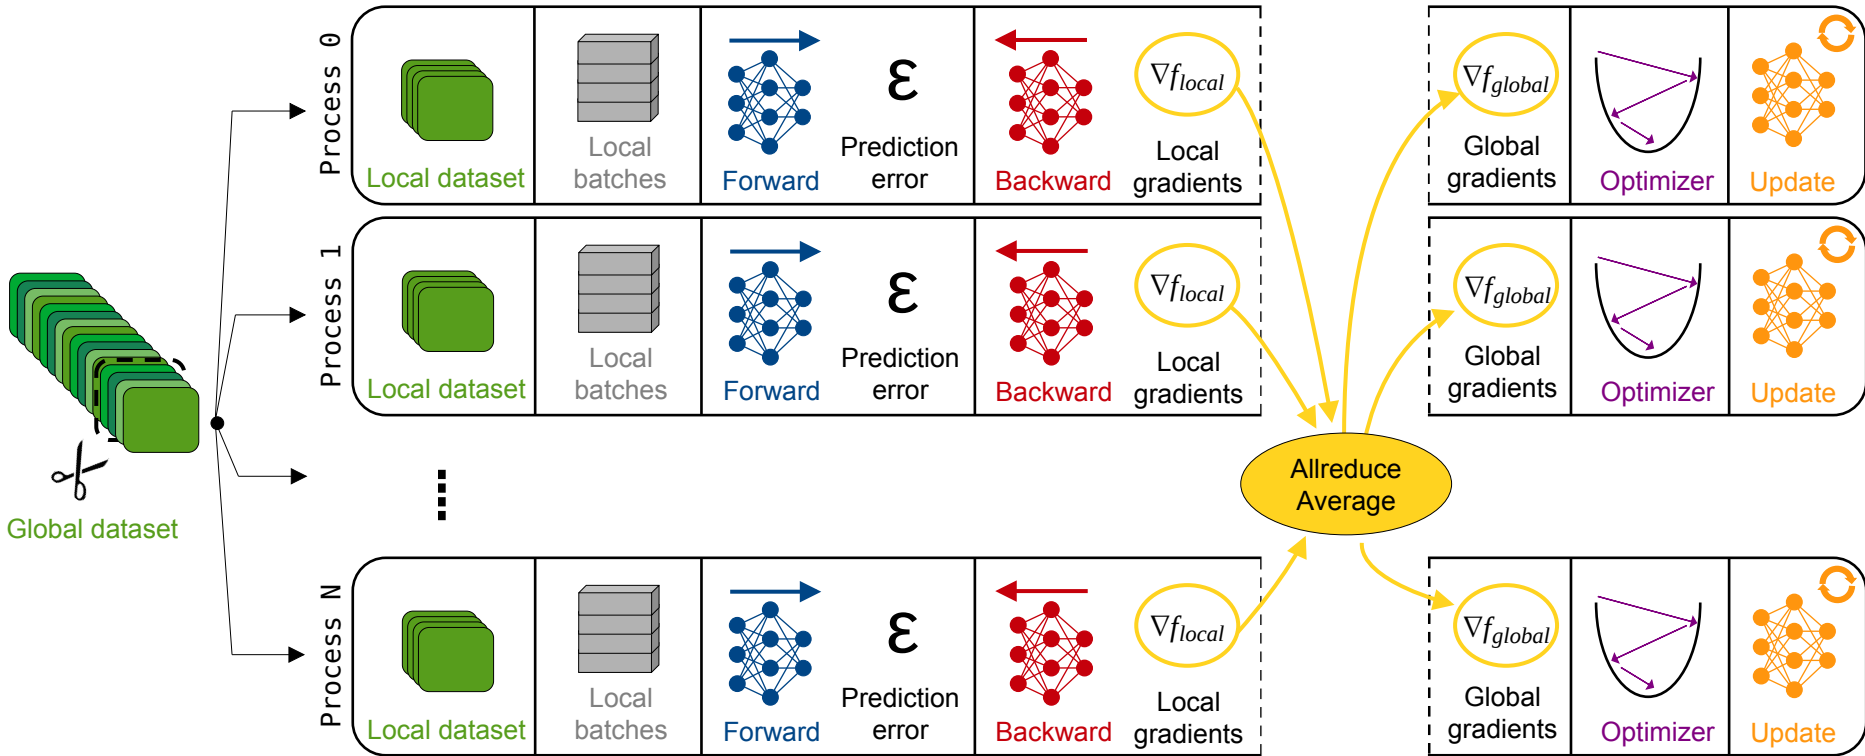 Process 0
Local dataset
Local
batches
Forward
ε
Prediction
error
Backward
∇f_local
Local
gradients
∇f_global
Global
gradients
Optimizer
Update
Process 1
Local dataset
Local
batches
Forward
ε
Prediction
error
Backward
∇f_local
Local
gradients
∇f_global
Global
gradients
Optimizer
Update
Global dataset
Allreduce
Average
Process N
Local dataset
Local
batches
Forward
ε
Prediction
error
Backward
∇f_local
Local
gradients
∇f_global
Global
gradients
Optimizer
Update